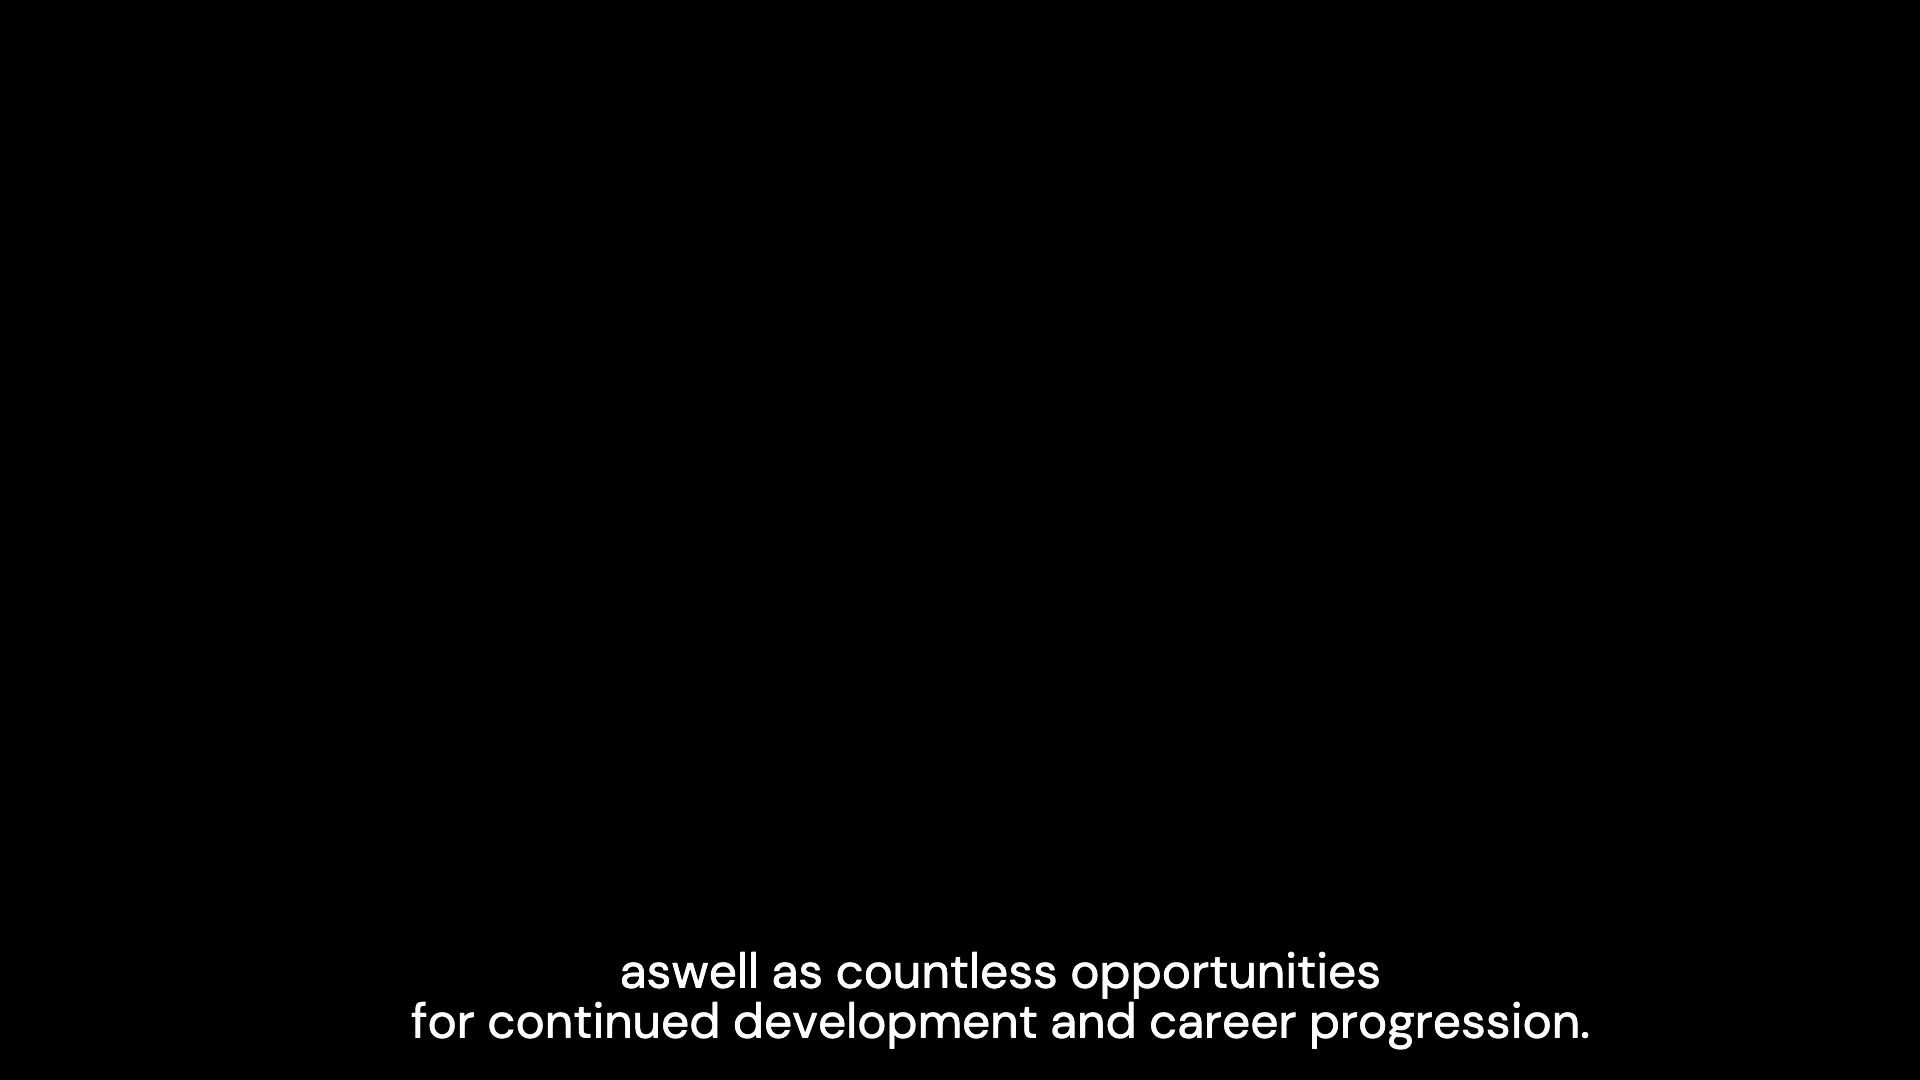 aswell as countless opportunities
for continued development and career progression.